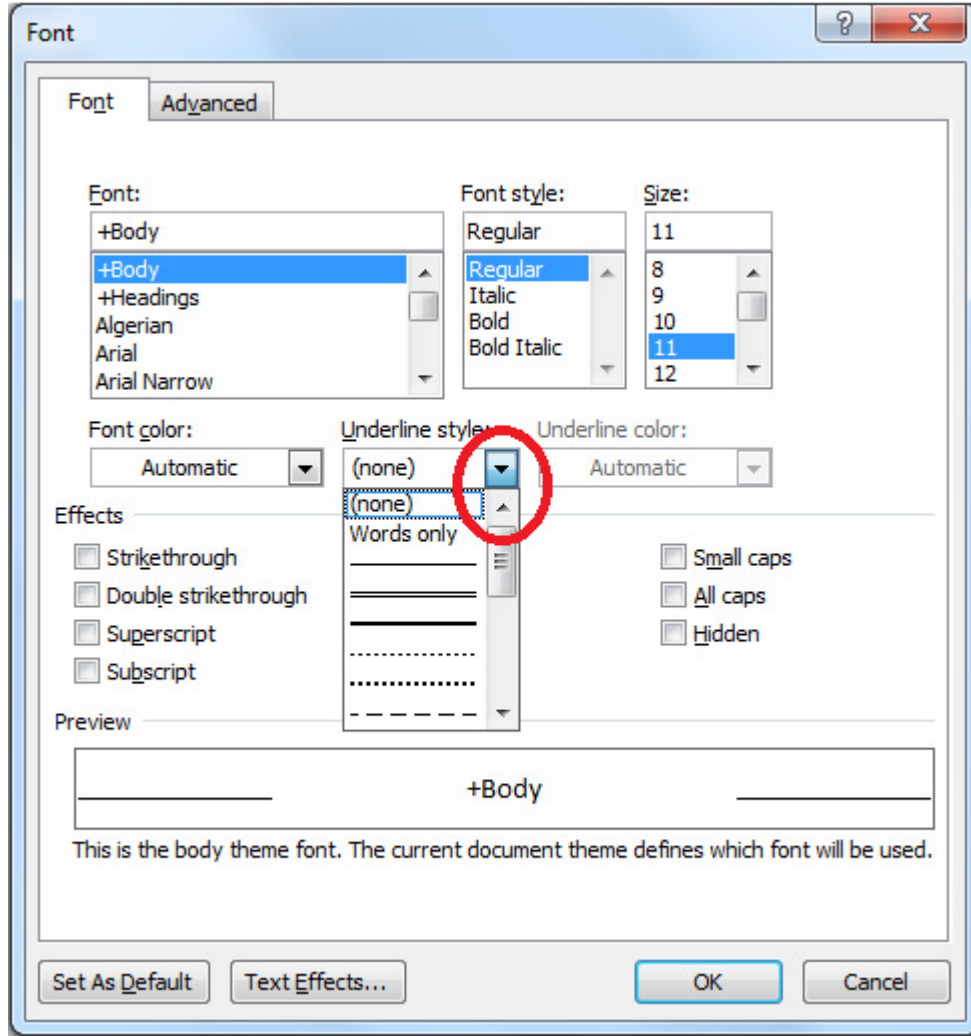 Font
Font Advanced
Font: Font style: Size:
+Body Regular 11
+Body Regular 8
+Headings Italic 9
Algerian Bold 10
Arial Bold Italic 11
Arial Narrow 12
Font color: Underline style: Underline color:
Automatic (none) Automatic
(none)
Effects
Words only
Strikethrough Small caps
Double strikethrough All caps
Superscript Hidden
Subscript
Preview
+Body
This is the body theme font. The current document theme defines which font will be used.
Set As Default Text Effects... OK Cancel